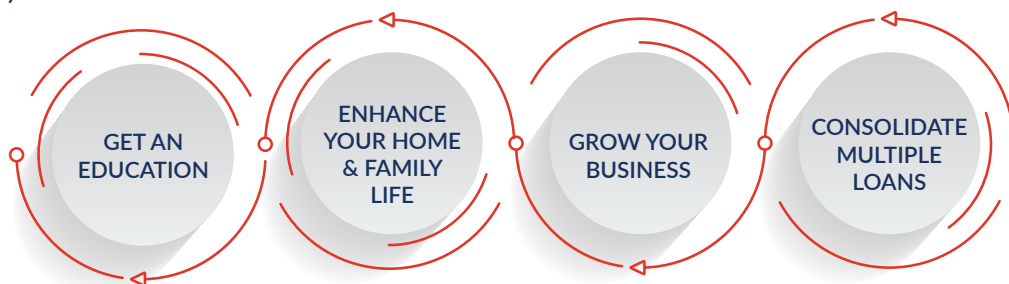 GET AN
EDUCATION
ENHANCE
YOUR HOME
& FAMILY
LIFE
GROW YOUR
BUSINESS
CONSOLIDATE
MULTIPLE
LOANS